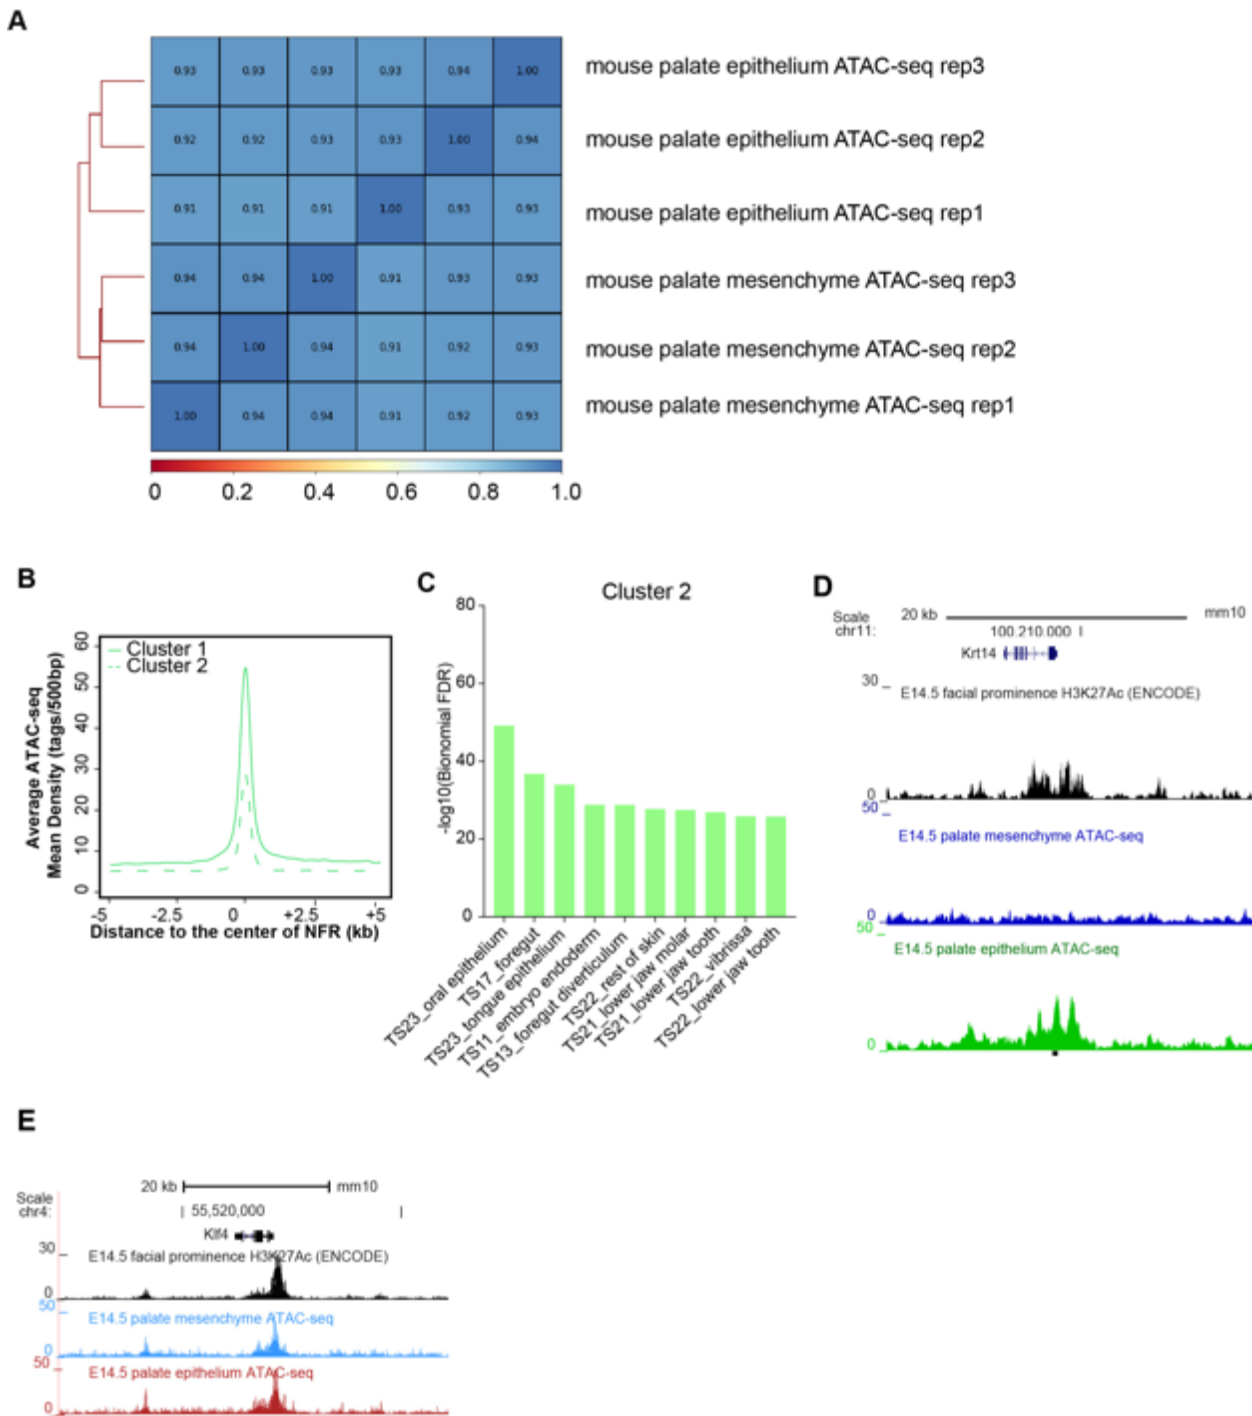 A
0.93 0.93 0.93 0.93 0.94 1.00 mouse palate epithelium ATAC-seq rep3
0.92 0.92 0.93 0.93 1.00 0.94 mouse palate epithelium ATAC-seq rep2
0.91 0.91 0.91 1.00 0.93 0.93 mouse palate epithelium ATAC-seq rep1
0.94 0.94 1.00 0.91 0.93 0.93 mouse palate mesenchyme ATAC-seq rep3
0.94 1.00 0.94 0.91 0.92 0.93 mouse palate mesenchyme ATAC-seq rep2
1.00 0.94 0.94 0.91 0.92 0.93 mouse palate mesenchyme ATAC-seq rep1
0 0.2 0.4 0.6 0.8 1.0
B
Average ATAC-seq
Mean Density (tags/500bp)
60
50
40
30
20
10
0
Cluster 1
Cluster 2
-5 -2.5 0 +2.5 +5
Distance to the center of NFR (kb)
C
Cluster 2
-log10(Bionomial FDR)
80
60
40
20
0
TS23_oral epithelium
TS17_foregut
TS23_tongue epithelium
TS11_embryo endoderm
TS13_foregut diverticulum
TS22_rest of skin
TS21_lower jaw molar
TS21_lower jaw tooth
TS22_vibrissa
TS22_lower jaw tooth
D
Scale 20 kb mm10
chr11: 100.210.000
Krt14
30
E14.5 facial prominence H3K27Ac (ENCODE)
0
50
E14.5 palate mesenchyme ATAC-seq
0
50
E14.5 palate epithelium ATAC-seq
0
E
Scale 20 kb mm10
chr4: 55,520,000
Klf4
30
E14.5 facial prominence H3K27Ac (ENCODE)
0
50
E14.5 palate mesenchyme ATAC-seq
0
50
E14.5 palate epithelium ATAC-seq
0